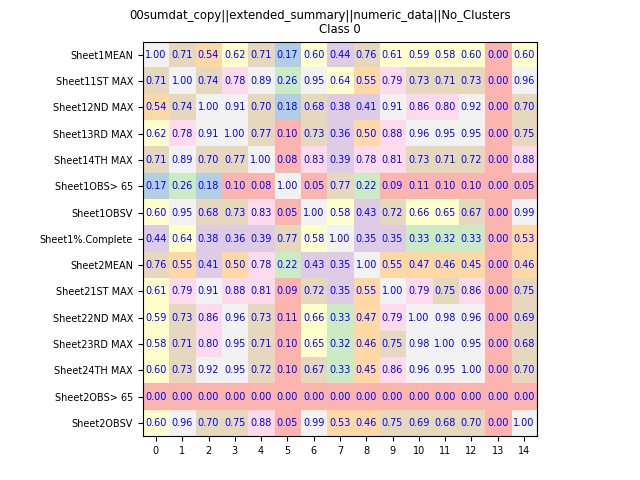 00sumdat_copy||extended_summary||numeric_data||No_Clusters
Class 0
Sheet1MEAN 1.00 0.71 0.54 0.62 0.71 0.17 0.60 0.44 0.76 0.61 0.59 0.58 0.60 0.00 0.60
Sheet11ST MAX 0.71 1.00 0.74 0.78 0.89 0.26 0.95 0.64 0.55 0.79 0.73 0.71 0.73 0.00 0.96
Sheet12ND MAX 0.54 0.74 1.00 0.91 0.70 0.18 0.68 0.38 0.41 0.91 0.86 0.80 0.92 0.00 0.70
Sheet13RD MAX 0.62 0.78 0.91 1.00 0.77 0.10 0.73 0.36 0.50 0.88 0.96 0.95 0.95 0.00 0.75
Sheet14TH MAX 0.71 0.89 0.70 0.77 1.00 0.08 0.83 0.39 0.78 0.81 0.73 0.71 0.72 0.00 0.88
Sheet1OBS> 65 0.17 0.26 0.18 0.10 0.08 1.00 0.05 0.77 0.22 0.09 0.11 0.10 0.10 0.00 0.05
Sheet1OBSV 0.60 0.95 0.68 0.73 0.83 0.05 1.00 0.58 0.43 0.72 0.66 0.65 0.67 0.00 0.99
Sheet1%.Complete 0.44 0.64 0.38 0.36 0.39 0.77 0.58 1.00 0.35 0.35 0.33 0.32 0.33 0.00 0.53
Sheet2MEAN 0.76 0.55 0.41 0.50 0.78 0.22 0.43 0.35 1.00 0.55 0.47 0.46 0.45 0.00 0.46
Sheet21ST MAX 0.61 0.79 0.91 0.88 0.81 0.09 0.72 0.35 0.55 1.00 0.79 0.75 0.86 0.00 0.75
Sheet22ND MAX 0.59 0.73 0.86 0.96 0.73 0.11 0.66 0.33 0.47 0.79 1.00 0.98 0.96 0.00 0.69
Sheet23RD MAX 0.58 0.71 0.80 0.95 0.71 0.10 0.65 0.32 0.46 0.75 0.98 1.00 0.95 0.00 0.68
Sheet24TH MAX 0.60 0.73 0.92 0.95 0.72 0.10 0.67 0.33 0.45 0.86 0.96 0.95 1.00 0.00 0.70
Sheet2OBS> 65 0.00 0.00 0.00 0.00 0.00 0.00 0.00 0.00 0.00 0.00 0.00 0.00 0.00 0.00 0.00
Sheet2OBSV 0.60 0.96 0.70 0.75 0.88 0.05 0.99 0.53 0.46 0.75 0.69 0.68 0.70 0.00 1.00
0 1 2 3 4 5 6 7 8 9 10 11 12 13 14